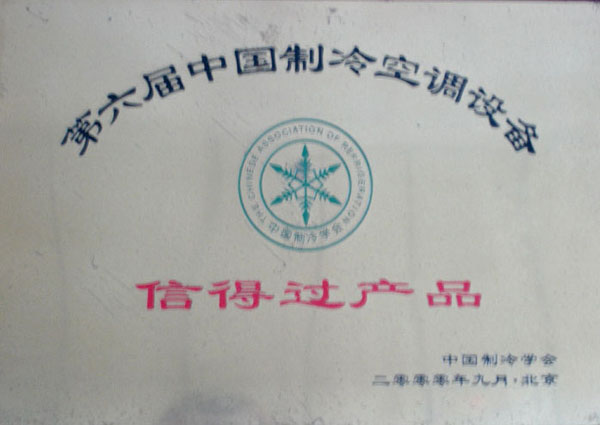 第六届中国制冷空调设备
THE CHINESE ASSOCIATION OF REFRIGERATION
中国制冷学会
信得过产品
中国制冷学会
二零零零年九月·北京